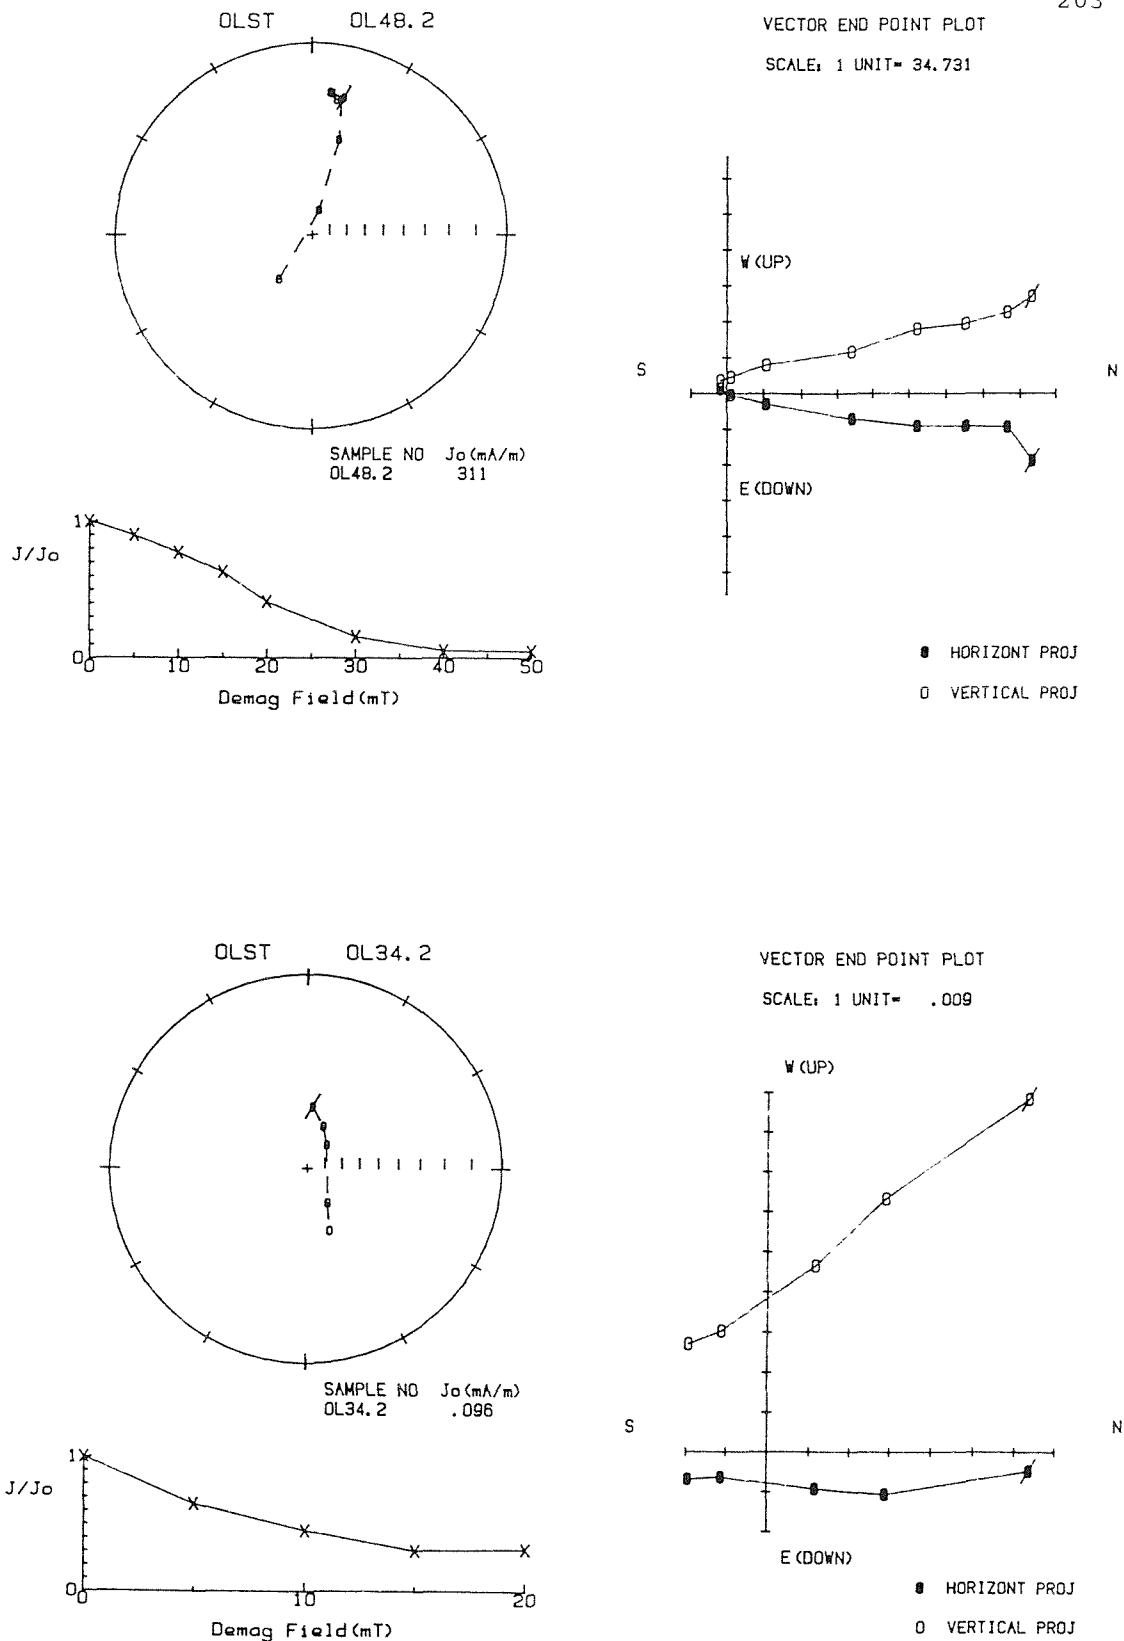 203
OLST OL48.2
VECTOR END POINT PLOT
SCALE: 1 UNIT= 34.731
W(UP)
S N
E(DOWN)
SAMPLE NO Jo(mA/m)
OL48.2 311
1
J/Jo
0
0 10 20 30 40 50
Demag Field(mT)
HORIZONT PROJ
VERTICAL PROJ
OLST OL34.2
VECTOR END POINT PLOT
SCALE: 1 UNIT= .009
W(UP)
S N
E(DOWN)
SAMPLE NO Jo(mA/m)
OL34.2 .096
1
J/Jo
0
0 10 20
Demag Field(mT)
HORIZONT PROJ
VERTICAL PROJ